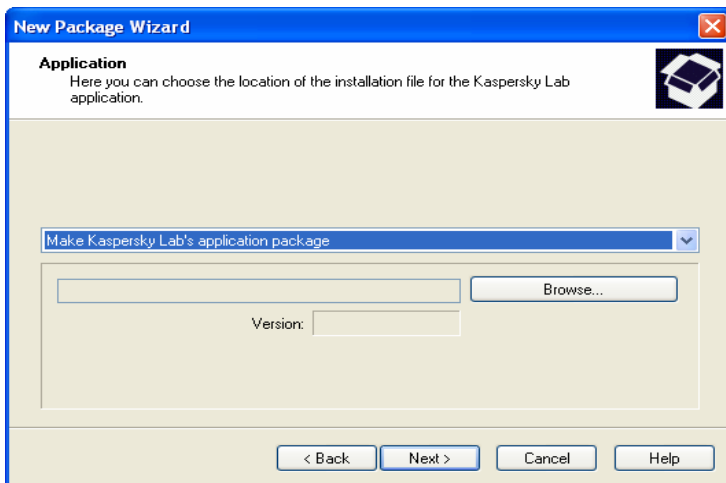 New Package Wizard
Application
Here you can choose the location of the installation file for the Kaspersky Lab
application.
Make Kaspersky Lab's application package
Browse...
Version:
< Back
Next >
Cancel
Help